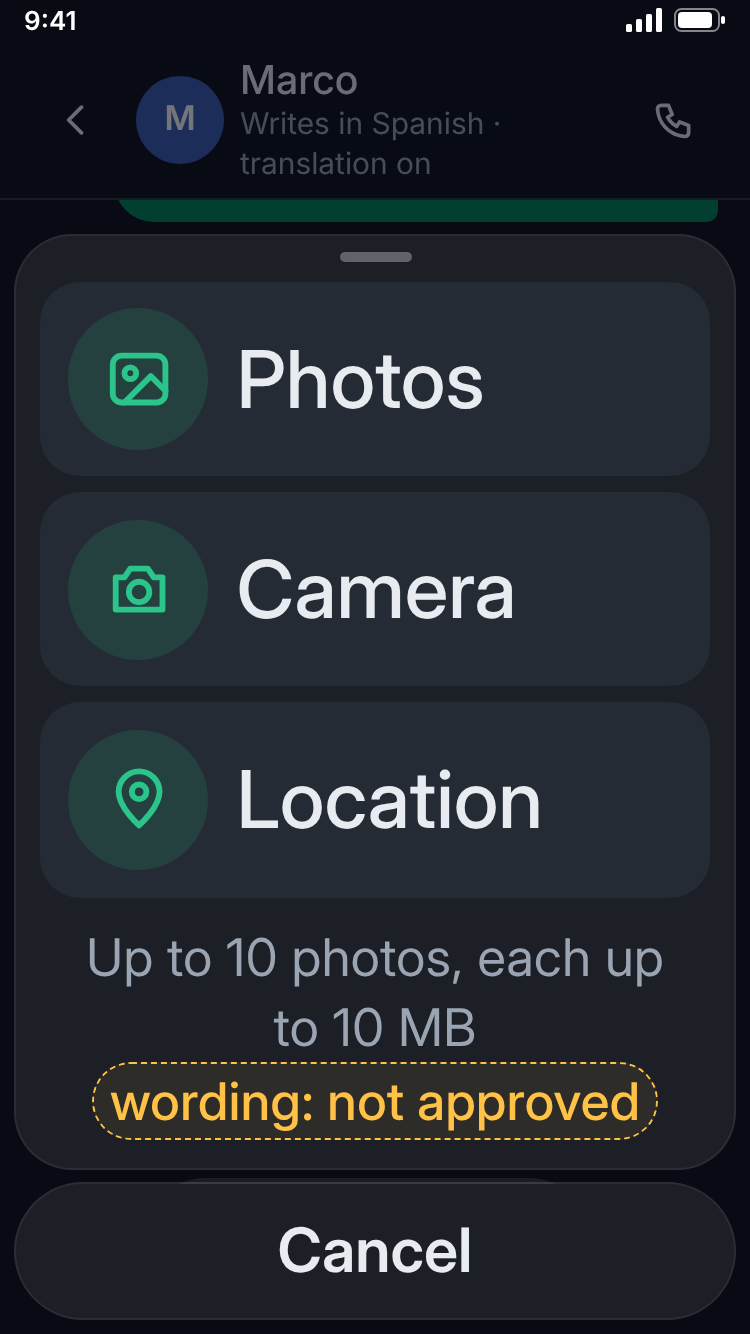 9:41
M
Marco
Writes in Spanish ·
translation on
Photos
Camera
Location
Up to 10 photos, each up
to 10 MB
wording: not approved
Cancel